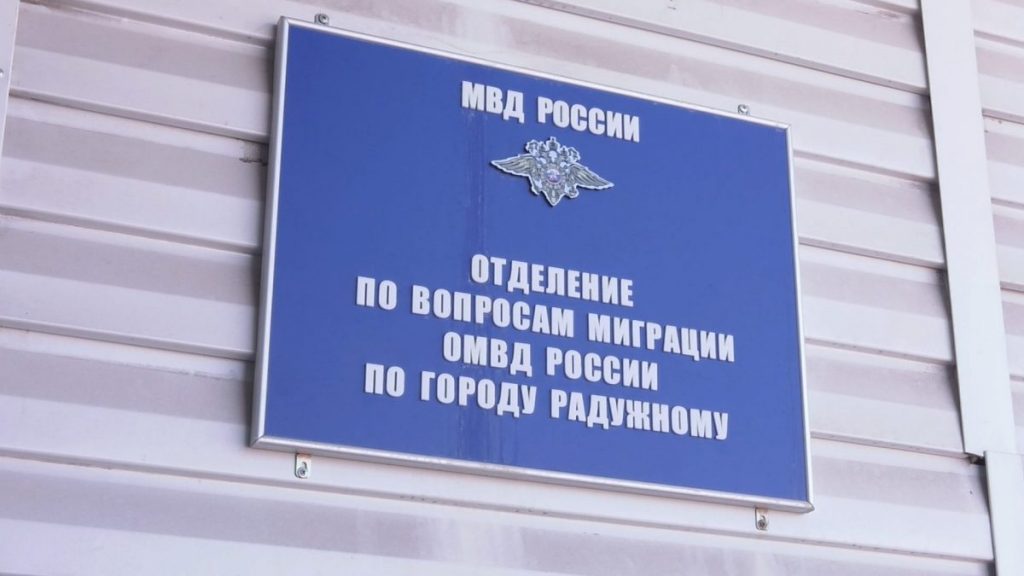 МВД РОССИИ
ОТДЕЛЕНИЕ
ПО ВОПРОСАМ МИГРАЦИИ
ОМВД РОССИИ
ПО ГОРОДУ РАДУЖНОМУ